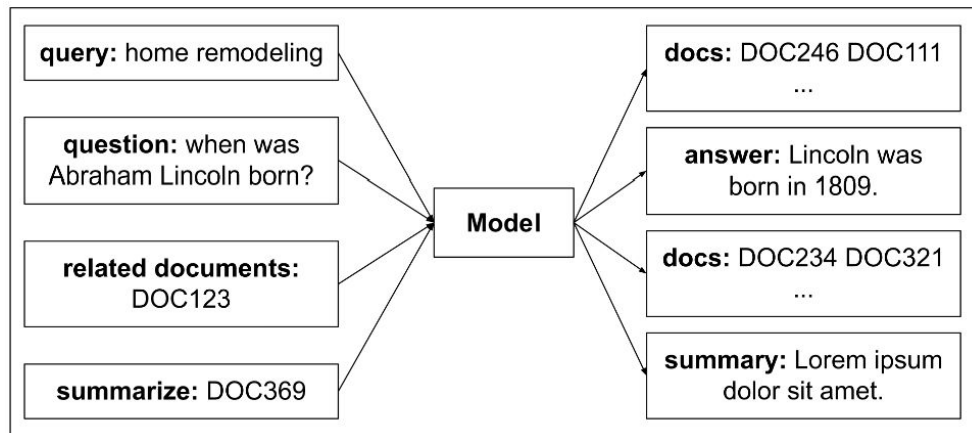 query: home remodeling
question: when was
Abraham Lincoln born?
related documents:
DOC123
summarize: DOC369
Model
docs: DOC246 DOC111
...
answer: Lincoln was
born in 1809.
docs: DOC234 DOC321
...
summary: Lorem ipsum
dolor sit amet.